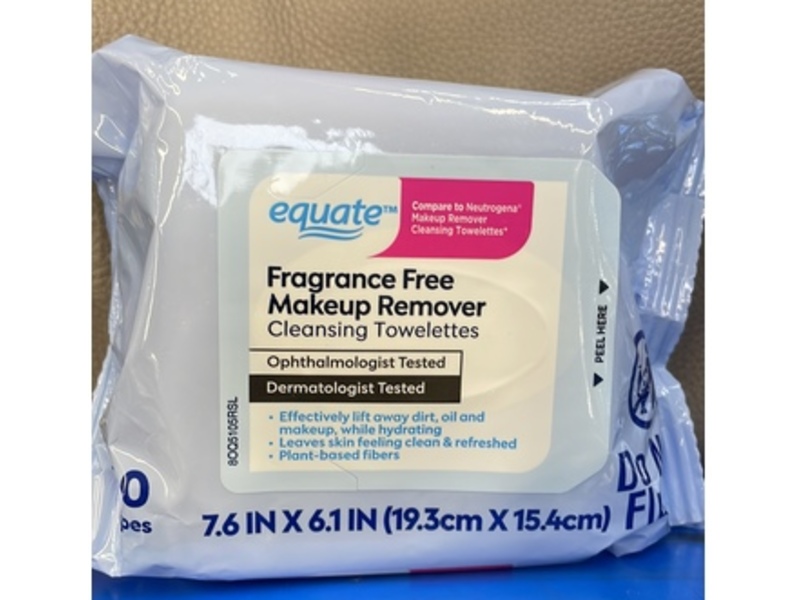 equate™
Compare to Neutrogena®
Makeup Remover
Cleansing Towelettes*
Fragrance Free
Makeup Remover
Cleansing Towelettes
Ophthalmologist Tested
Dermatologist Tested
• Effectively lift away dirt, oil and
makeup, while hydrating
• Leaves skin feeling clean & refreshed
• Plant-based fibers
8OQ5105RSL
PEEL HERE
7.6 IN X 6.1 IN (19.3cm X 15.4cm)